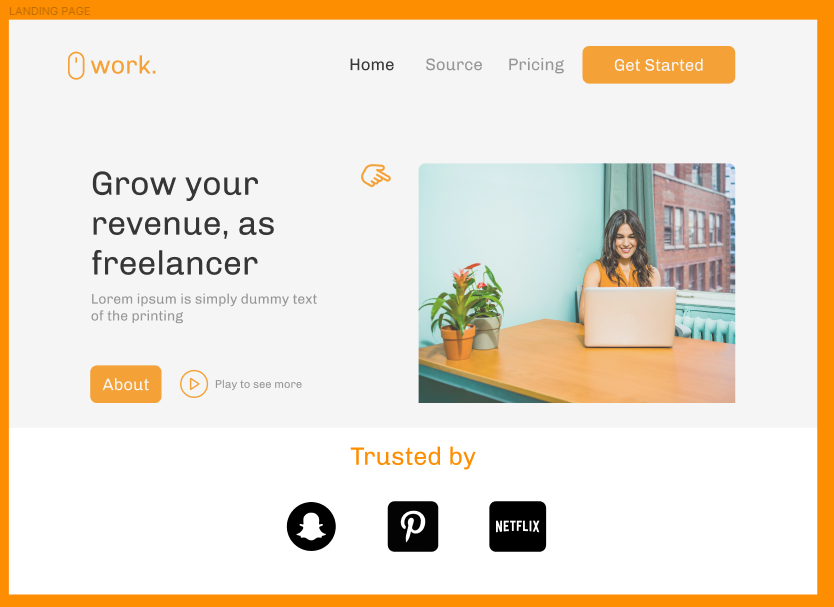 LANDING PAGE
work.
Home
Source
Pricing
Get Started
Grow your
revenue, as
freelancer
Lorem ipsum is simply dummy text
of the printing
About
Play to see more
Trusted by
NETFLIX